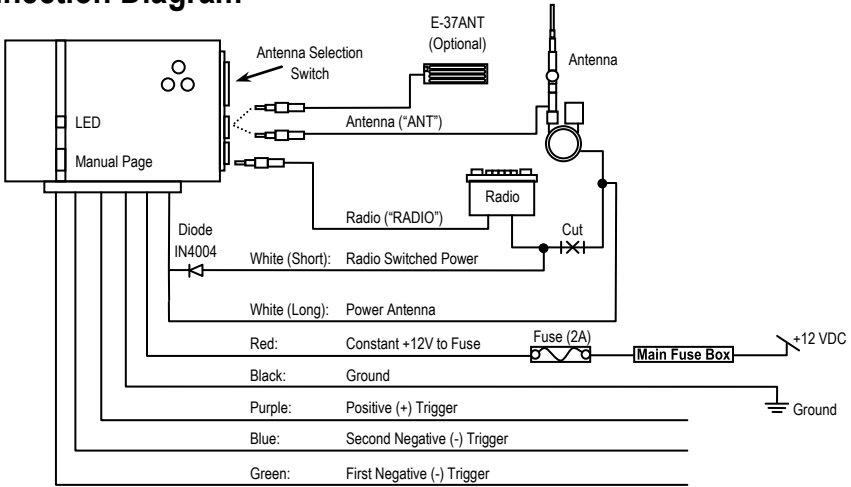 E-37ANT
(Optional)
Antenna Selection
Switch
Antenna
LED
Antenna (“ANT”)
Manual Page
Radio
Radio (“RADIO”)
Diode
IN4004
Cut
White (Short): Radio Switched Power
White (Long): Power Antenna
Red: Constant +12V to Fuse
Fuse (2A)
Main Fuse Box
+12 VDC
Black: Ground
Ground
Purple: Positive (+) Trigger
Blue: Second Negative (-) Trigger
Green: First Negative (-) Trigger